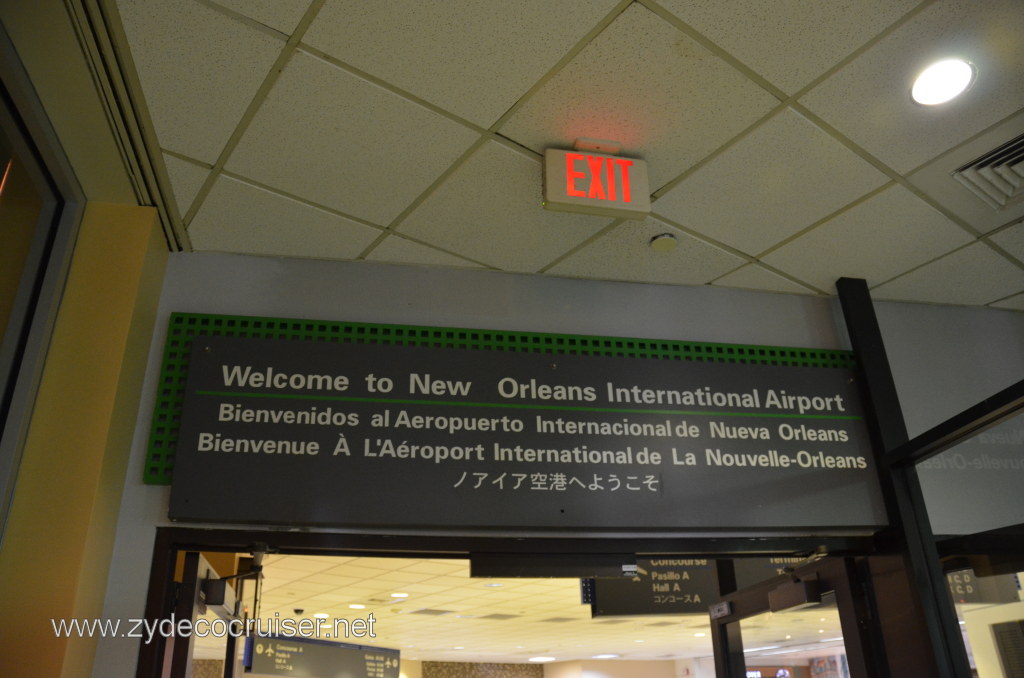 EXIT
Welcome to New Orleans International Airport
Bienvenidos al Aeropuerto Internacional de Nueva Orleans
Bienvenue À L'Aéroport International de La Nouvelle-Orleans
ノアイア空港へようこそ
Concourse
Pasillo A
Hall A
コンコースA
Concourse A
www.zydecocruiser.net